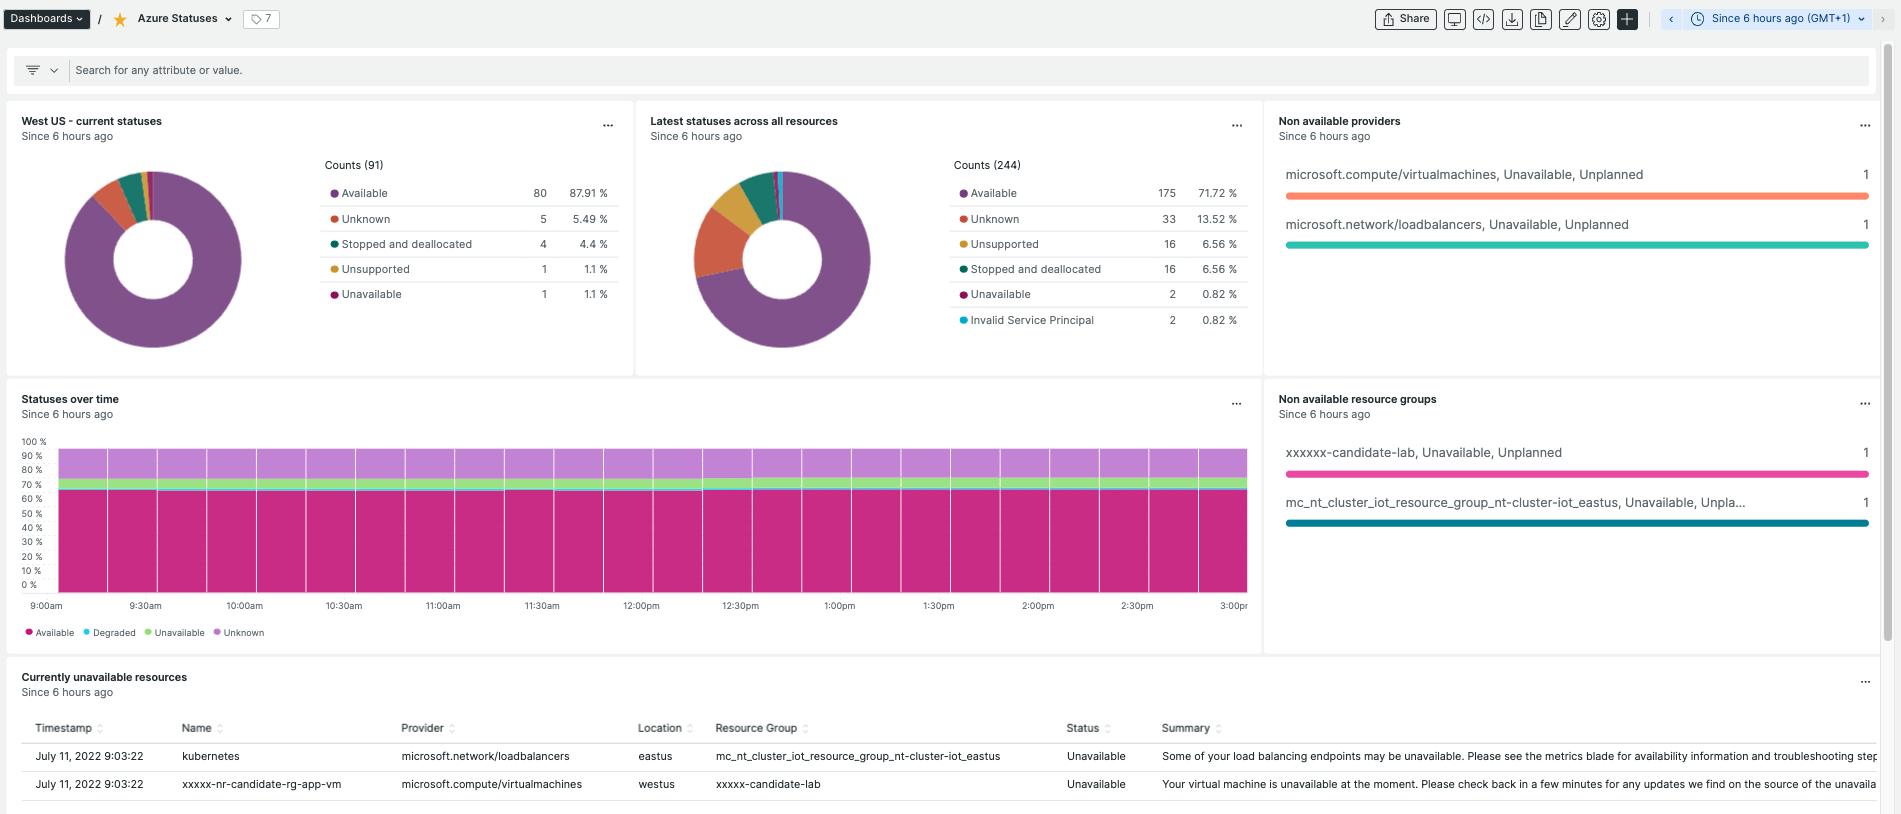 Dashboards / Azure Statuses 7 Share Since 6 hours ago (GMT+1)
Search for any attribute or value.
West US - current statuses
Since 6 hours ago
Counts (91)
Available 80 87.91 %
Unknown 5 5.49 %
Stopped and deallocated 4 4.4 %
Unsupported 1 1.1 %
Unavailable 1 1.1 %
Latest statuses across all resources
Since 6 hours ago
Counts (244)
Available 175 71.72 %
Unknown 33 13.52 %
Unsupported 16 6.56 %
Stopped and deallocated 16 6.56 %
Unavailable 2 0.82 %
Invalid Service Principal 2 0.82 %
Non available providers
Since 6 hours ago
microsoft.compute/virtualmachines, Unavailable, Unplanned 1
microsoft.network/loadbalancers, Unavailable, Unplanned 1
Statuses over time
Since 6 hours ago
100 %
90 %
80 %
70 %
60 %
50 %
40 %
30 %
20 %
10 %
0 %
9:00am 9:30am 10:00am 10:30am 11:00am 11:30am 12:00pm 12:30pm 1:00pm 1:30pm 2:00pm 2:30pm 3:00pr
Available Degraded Unavailable Unknown
Non available resource groups
Since 6 hours ago
xxxxxx-candidate-lab, Unavailable, Unplanned 1
mc_nt_cluster_iot_resource_group_nt-cluster-iot_eastus, Unavailable, Unpla... 1
Currently unavailable resources
Since 6 hours ago
Timestamp Name Provider Location Resource Group Status Summary
July 11, 2022 9:03:22 kubernetes microsoft.network/loadbalancers eastus mc_nt_cluster_iot_resource_group_nt-cluster-iot_eastus Unavailable Some of your load balancing endpoints may be unavailable. Please see the metrics blade for availability information and troubleshooting step
July 11, 2022 9:03:22 xxxxx-nr-candidate-rg-app-vm microsoft.compute/virtualmachines westus xxxxx-candidate-lab Unavailable Your virtual machine is unavailable at the moment. Please check back in a few minutes for any updates we find on the source of the unavaila